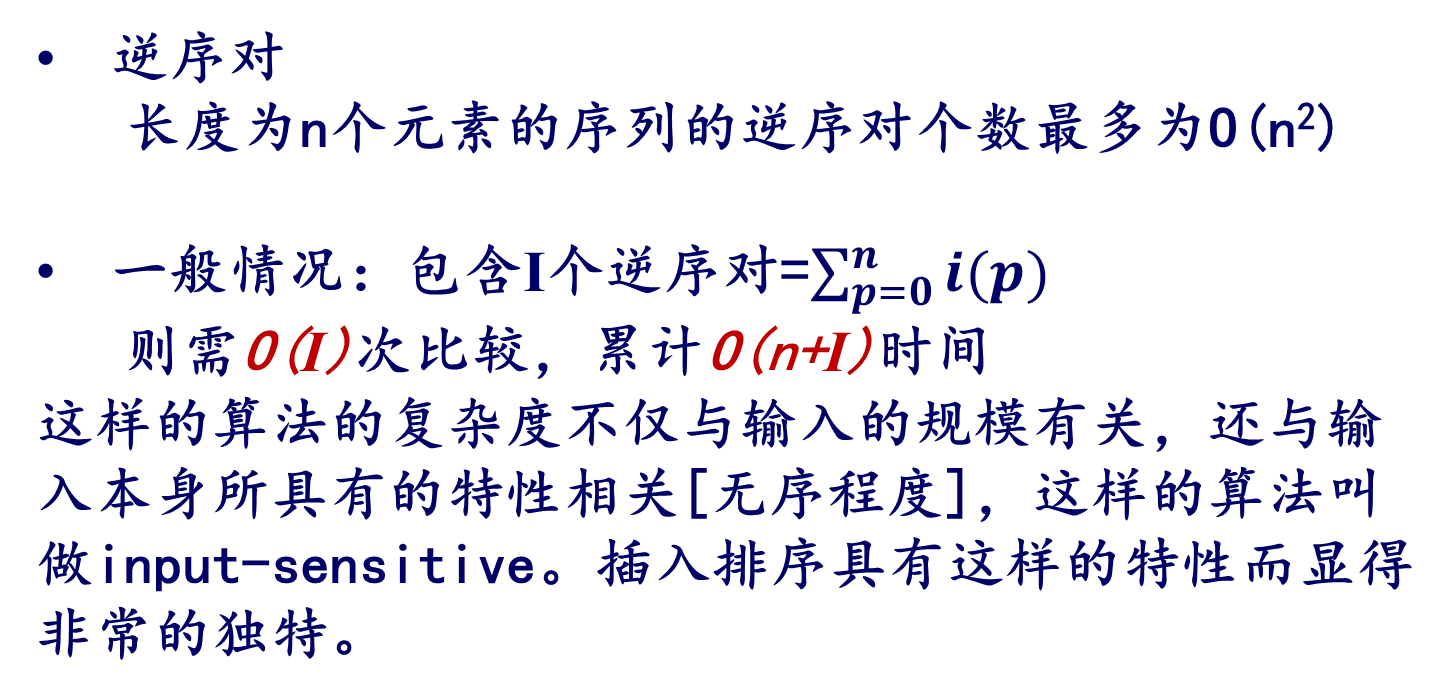 • 逆序对
长度为n个元素的序列的逆序对个数最多为O(n²)
• 一般情况：包含I个逆序对=∑ₚ₌₀ⁿ i(p)
则需O(I)次比较，累计O(n+I)时间
这样的算法的复杂度不仅与输入的规模有关，还与输
入本身所具有的特性相关[无序程度]，这样的算法叫
做input-sensitive。插入排序具有这样的特性而显得
非常的独特。